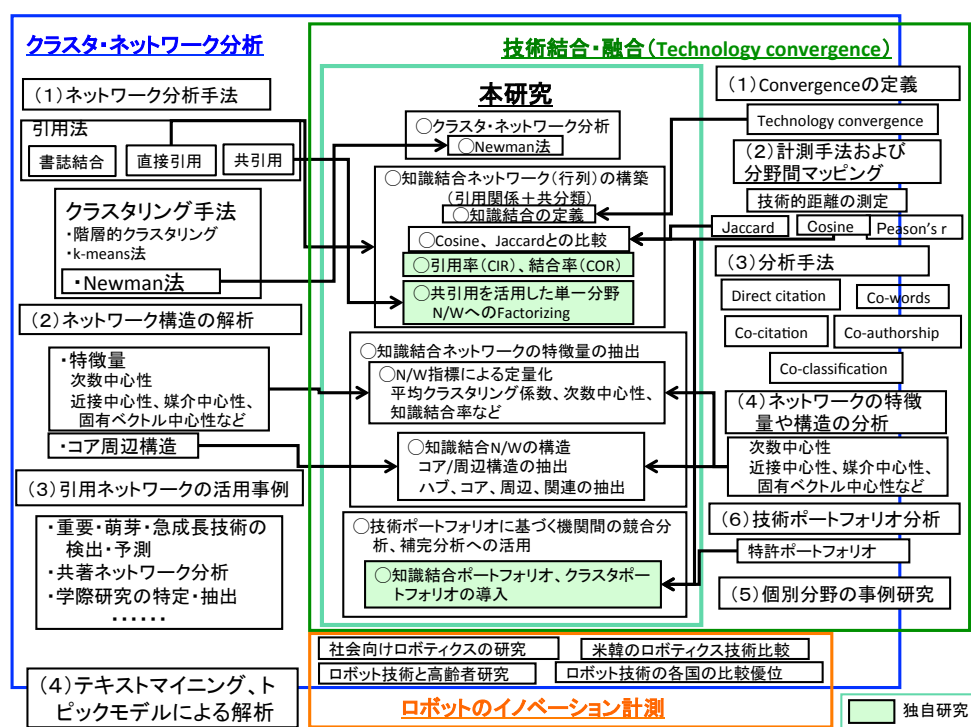 クラスタ・ネットワーク分析
(1)ネットワーク分析手法
引用法
書誌結合
直接引用
共引用
クラスタリング手法
・階層的クラスタリング
・k-means法
・Newman法
(2)ネットワーク構造の解析
・特徴量
次数中心性
近接中心性、媒介中心性、
固有ベクトル中心性など
・コア周辺構造
(3)引用ネットワークの活用事例
・重要・萌芽・急成長技術の
検出・予測
・共著ネットワーク分析
・学際研究の特定・抽出
・・・・・・
(4)テキストマイニング、ト
ピックモデルによる解析
技術結合・融合(Technology convergence)
本研究
○クラスタ・ネットワーク分析
○Newman法
○知識結合ネットワーク(行列)の構築
(引用関係+共分類)
○知識結合の定義
○Cosine、Jaccardとの比較
○引用率(CIR)、結合率(COR)
○共引用を活用した単一分野
N/WへのFactorizing
○知識結合ネットワークの特徴量の抽出
○N/W指標による定量化
平均クラスタリング係数、次数中心性、
知識結合率など
○知識結合N/Wの構造
コア/周辺構造の抽出
ハブ、コア、周辺、関連の抽出
○技術ポートフォリオに基づく機関間の競合分
析、補完分析への活用
○知識結合ポートフォリオ、クラスタポー
トフォリオの導入
(1)Convergenceの定義
Technology convergence
(2)計測手法および
分野間マッピング
技術的距離の測定
Jaccard
Cosine
Peason's r
(3)分析手法
Direct citation
Co-words
Co-citation
Co-authorship
Co-classification
(4)ネットワークの特徴
量や構造の分析
次数中心性
近接中心性、媒介中心性、
固有ベクトル中心性など
(6)技術ポートフォリオ分析
特許ポートフォリオ
(5)個別分野の事例研究
社会向けロボティクスの研究
米韓のロボティクス技術比較
ロボット技術と高齢者研究
ロボット技術の各国の比較優位
ロボットのイノベーション計測
独自研究